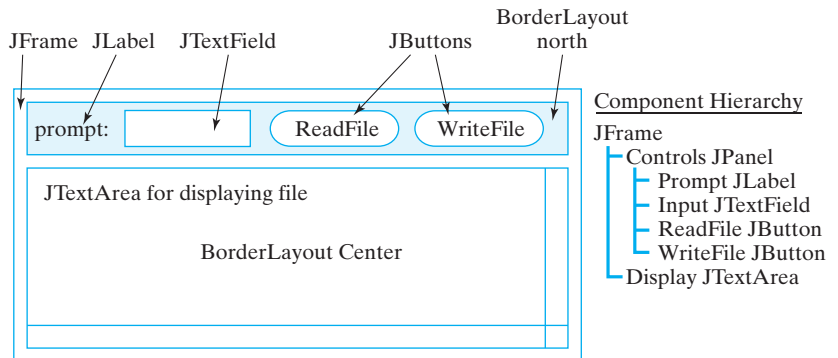 BorderLayout
north
JFrame JLabel JTextField JButtons
prompt: ReadFile WriteFile
JTextArea for displaying file
BorderLayout Center
Component Hierarchy
JFrame
Controls JPanel
Prompt JLabel
Input JTextField
ReadFile JButton
WriteFile JButton
Display JTextArea